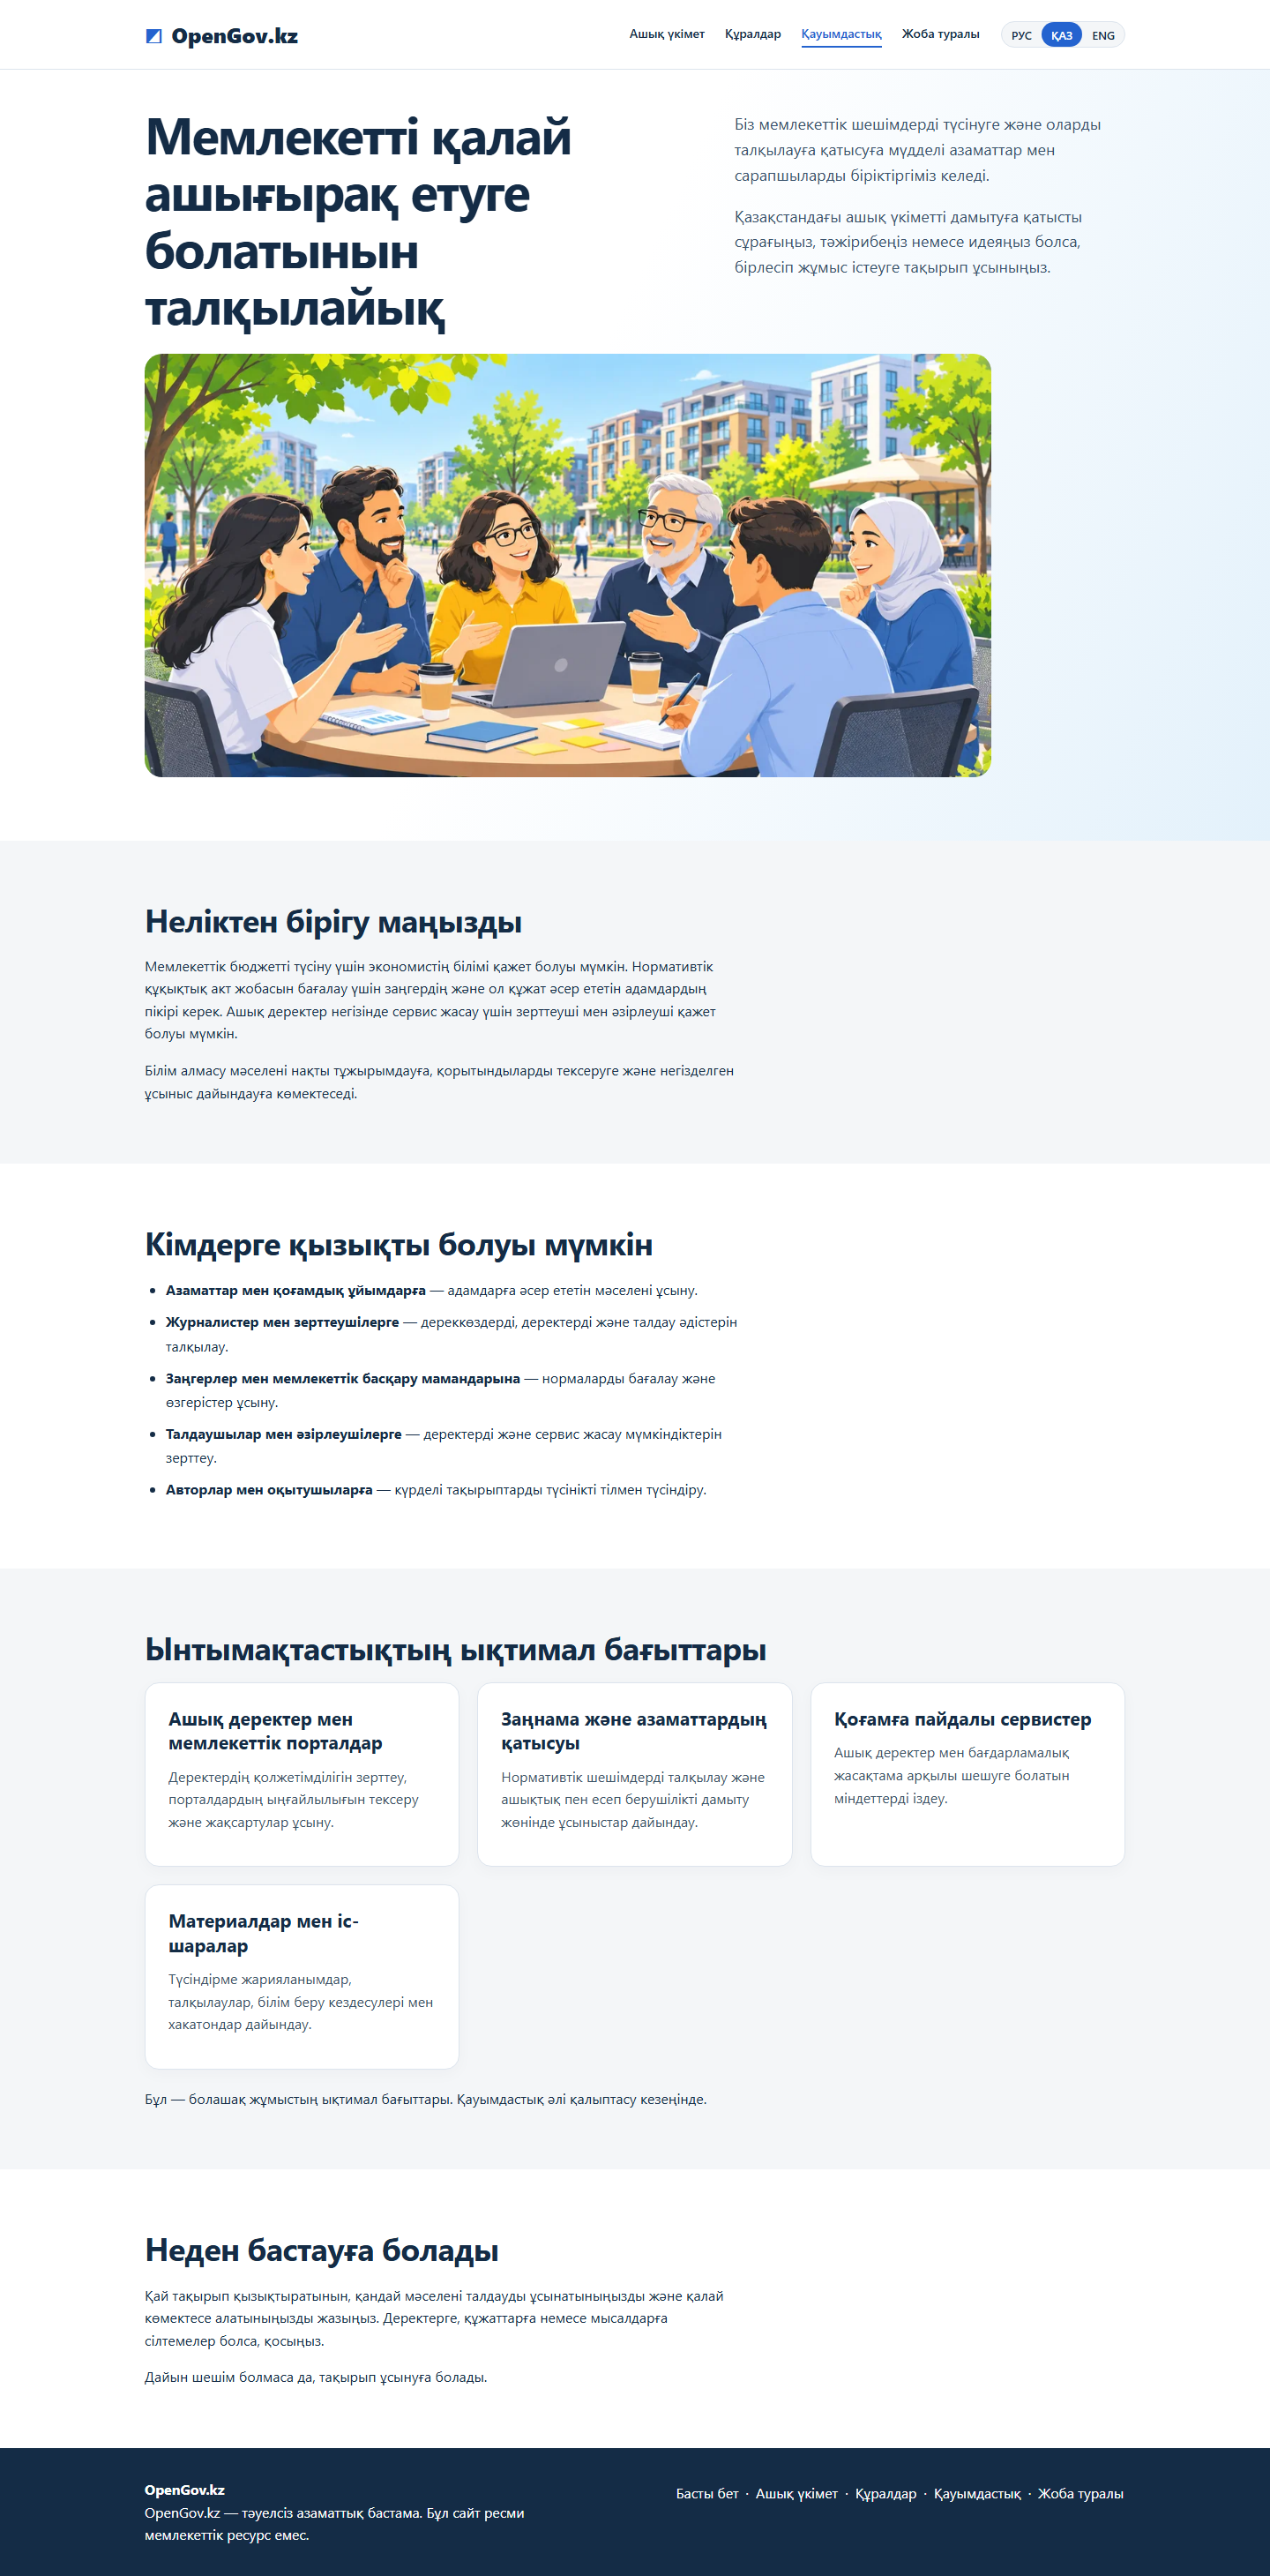 OpenGov.kz
Ашық үкімет
Құралдар
Қауымдастық
Жоба туралы
РУС
ҚАЗ
ENG
Мемлекетті қалай
ашығырақ етуге
болатынын
талқылайық
Біз мемлекеттік шешімдерді түсінуге және оларды
талқылауға қатысуға мүдделі азаматтар мен
сарапшыларды біріктіргіміз келеді.
Қазақстандағы ашық үкіметті дамытуға қатысты
сұрағыңыз, тәжірибеңіз немесе идеяңыз болса,
бірлесіп жұмыс істеуге тақырып ұсыныңыз.
Неліктен бірігу маңызды
Мемлекеттік бюджетті түсіну үшін экономистің білімі қажет болуы мүмкін. Нормативтік
құқықтық акт жобасын бағалау үшін заңгердің және ол құжат әсер ететін адамдардың
пікірі керек. Ашық деректер негізінде сервис жасау үшін зерттеуші мен әзірлеуші қажет
болуы мүмкін.
Білім алмасу мәселені нақты тұжырымдауға, қорытындыларды тексеруге және негізделген
ұсыныс дайындауға көмектеседі.
Кімдерге қызықты болуы мүмкін
• Азаматтар мен қоғамдық ұйымдарға — адамдарға әсер ететін мәселені ұсыну.
• Журналистер мен зерттеушілерге — дереккөздерді, деректерді және талдау әдістерін
талқылау.
• Заңгерлер мен мемлекеттік басқару мамандарына — нормаларды бағалау және
өзгерістер ұсыну.
• Талдаушылар мен әзірлеушілерге — деректерді және сервис жасау мүмкіндіктерін
зерттеу.
• Авторлар мен оқытушыларға — күрделі тақырыптарды түсінікті тілмен түсіндіру.
Ынтымақтастықтың ықтимал бағыттары
Ашық деректер мен
мемлекеттік порталдар
Деректердің қолжетімділігін зерттеу,
порталдардың ыңғайлылығын тексеру
және жақсартулар ұсыну.
Заңнама және азаматтардың
қатысуы
Нормативтік шешімдерді талқылау және
ашықтық пен есеп берушілікті дамыту
жөнінде ұсыныстар дайындау.
Қоғамға пайдалы сервистер
Ашық деректер мен бағдарламалық
жасақтама арқылы шешуге болатын
міндеттерді іздеу.
Материалдар мен іс-
шаралар
Түсіндірме жарияланымдар,
талқылаулар, білім беру кездесулері мен
хакатондар дайындау.
Бұл — болашақ жұмыстың ықтимал бағыттары. Қауымдастық әлі қалыптасу кезеңінде.
Неден бастауға болады
Қай тақырып қызықтыратынын, қандай мәселені талдауды ұсынатыныңызды және қалай
көмектесе алатыныңызды жазыңыз. Деректерге, құжаттарға немесе мысалдарға
сілтемелер болса, қосыңыз.
Дайын шешім болмаса да, тақырып ұсынуға болады.
OpenGov.kz
OpenGov.kz — тәуелсіз азаматтық бастама. Бұл сайт ресми
мемлекеттік ресурс емес.
Басты бет · Ашық үкімет · Құралдар · Қауымдастық · Жоба туралы